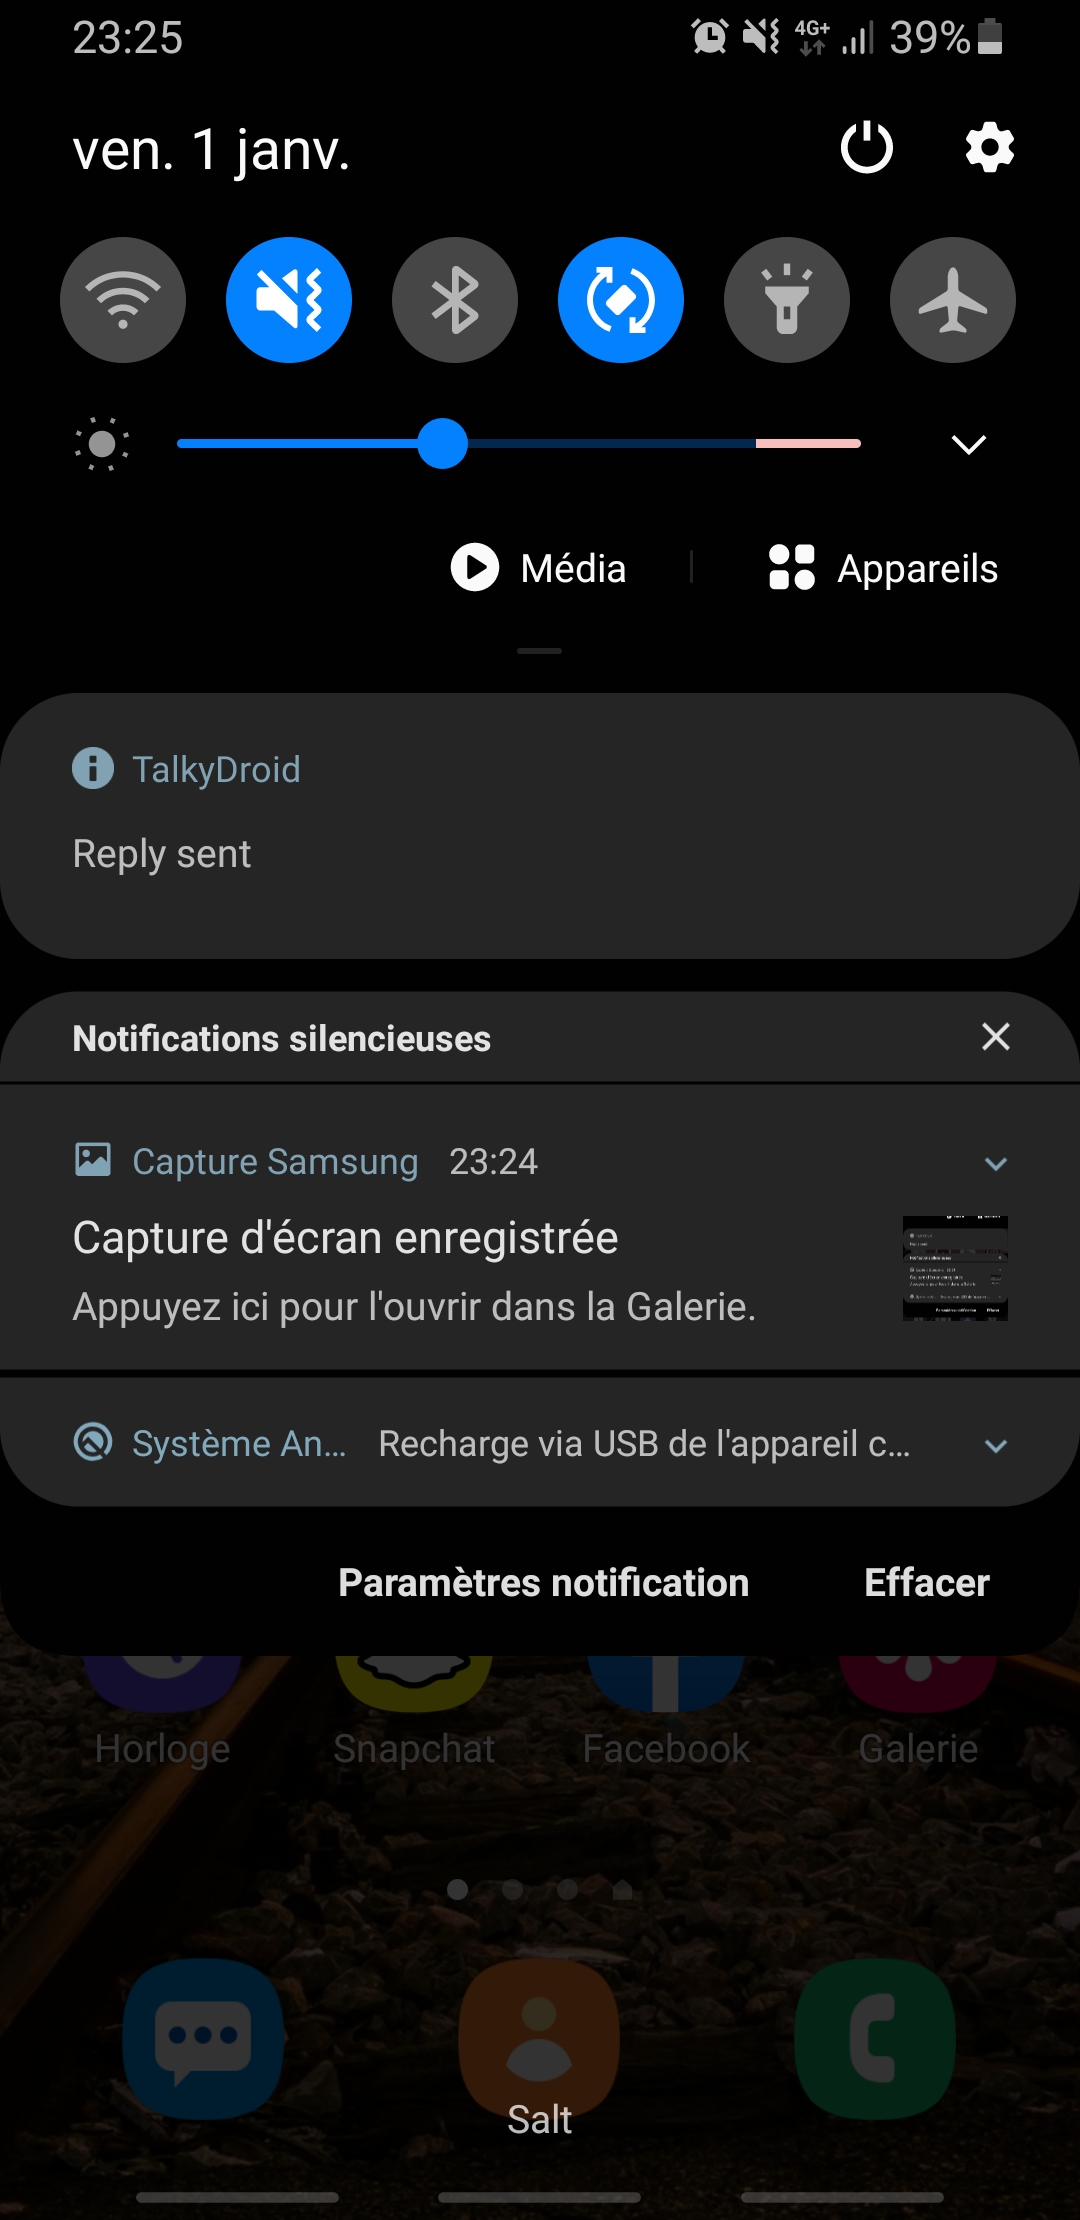 23:25
4G+
39%
ven. 1 janv.
Média
Appareils
TalkyDroid
Reply sent
Notifications silencieuses
Capture Samsung 23:24
Capture d'écran enregistrée
Appuyez ici pour l'ouvrir dans la Galerie.
Système An... Recharge via USB de l'appareil c...
Paramètres notification
Effacer
Horloge
Snapchat
Facebook
Galerie
Salt